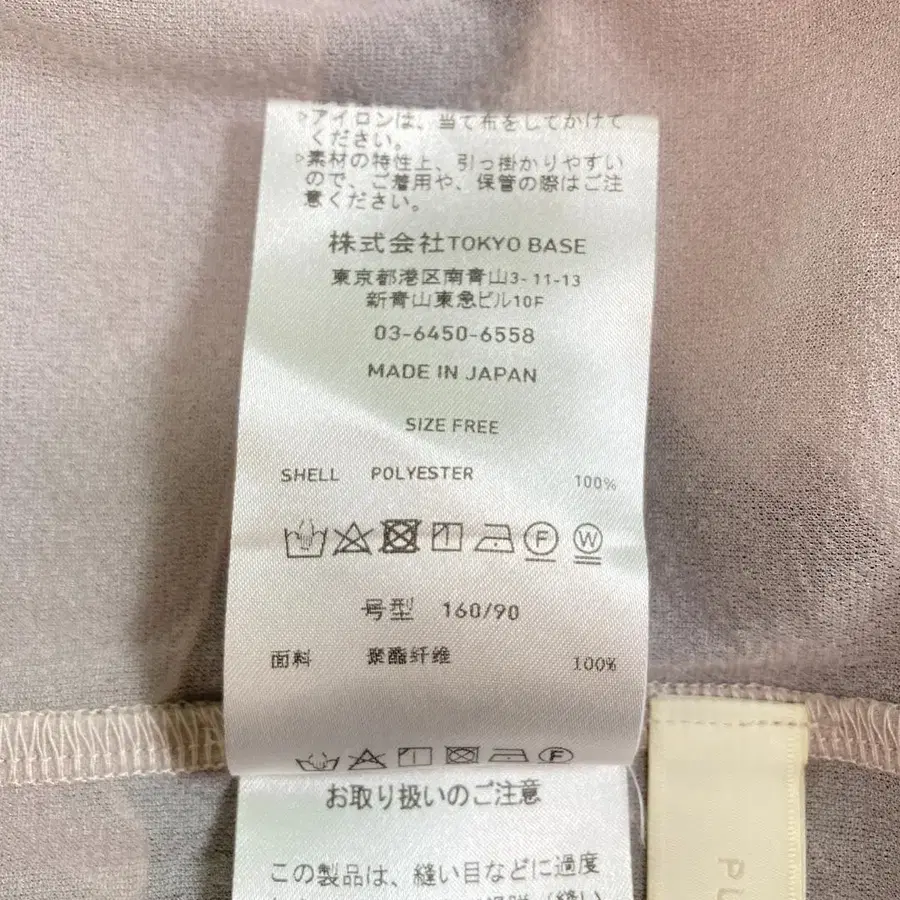 ▷アイロンは、当て布をしてかけて
ください。
▷素材の特性上、引っ掛かりやすい
ので、ご着用や、保管の際はご注
意ください。
株式会社TOKYO BASE
東京都港区南青山3-11-13
新青山東急ビル10F
03-6450-6558
MADE IN JAPAN
SIZE FREE
SHELL POLYESTER 100%
F W
号型 160/90
面料 聚酯纤维 100%
F
お取り扱いのご注意
この製品は、縫い目などに過度
PU